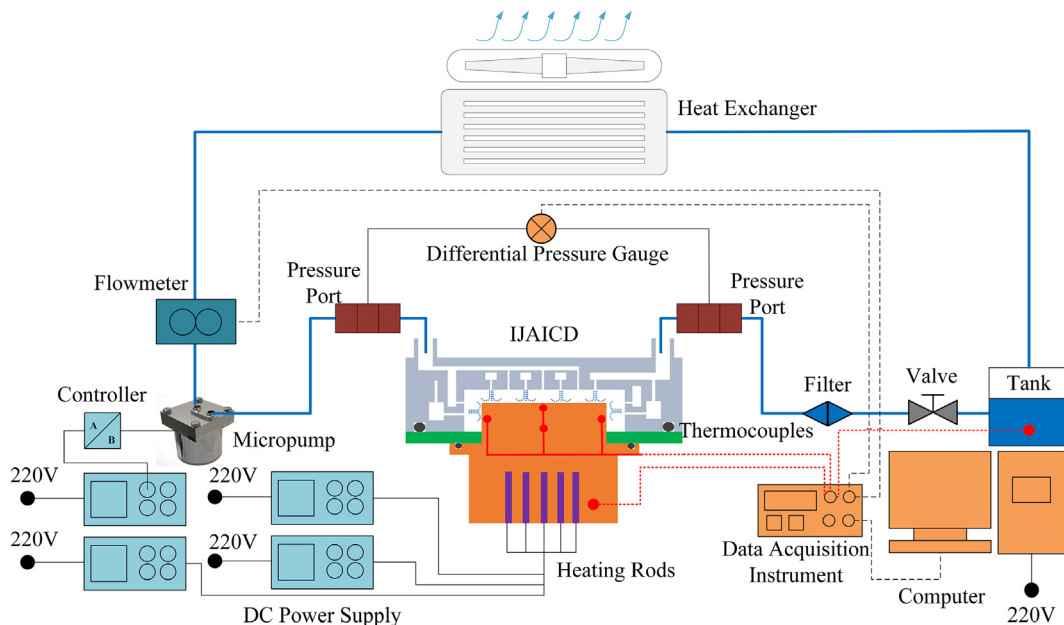 Heat Exchanger
Differential Pressure Gauge
Pressure
Port
Pressure
Port
Flowmeter
IJAICD
Controller
A
B
Micropump
Filter
Valve
Tank
Thermocouples
220V
220V
220V
220V
DC Power Supply
Heating Rods
Data Acquisition
Instrument
Computer
220V